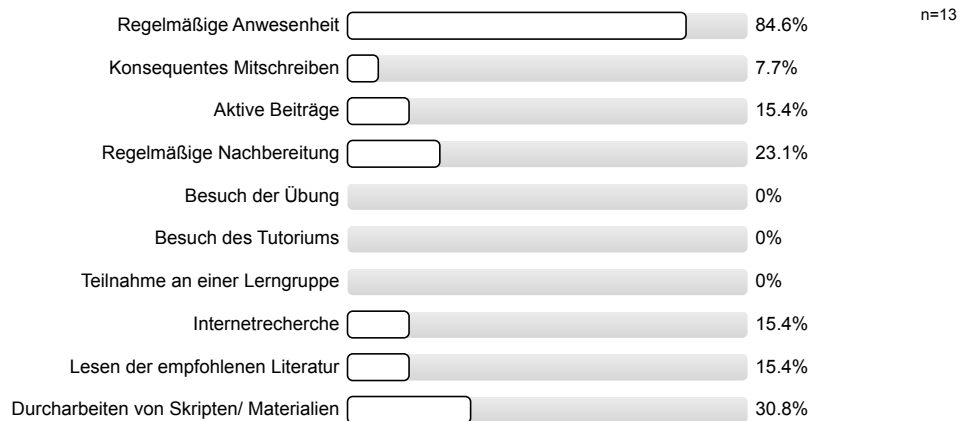 n=13
Regelmäßige Anwesenheit 84.6%
Konsequentes Mitschreiben 7.7%
Aktive Beiträge 15.4%
Regelmäßige Nachbereitung 23.1%
Besuch der Übung 0%
Besuch des Tutoriums 0%
Teilnahme an einer Lerngruppe 0%
Internetrecherche 15.4%
Lesen der empfohlenen Literatur 15.4%
Durcharbeiten von Skripten/ Materialien 30.8%